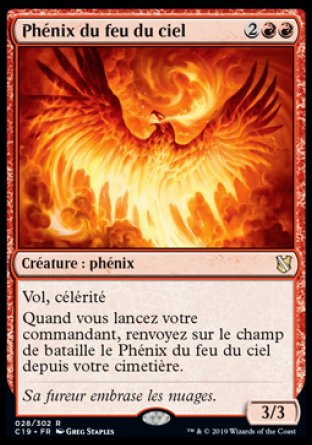 Phénix du feu du ciel 2
Créature : phénix
Vol, célérité
Quand vous lancez votre
commandant, renvoyez sur le champ
de bataille le Phénix du feu du ciel
depuis votre cimetière.
Sa fureur embrase les nuages.
3/3
028/302 R
C19 • FR Greg Staples
™ & © 2019 Wizards of the Coast